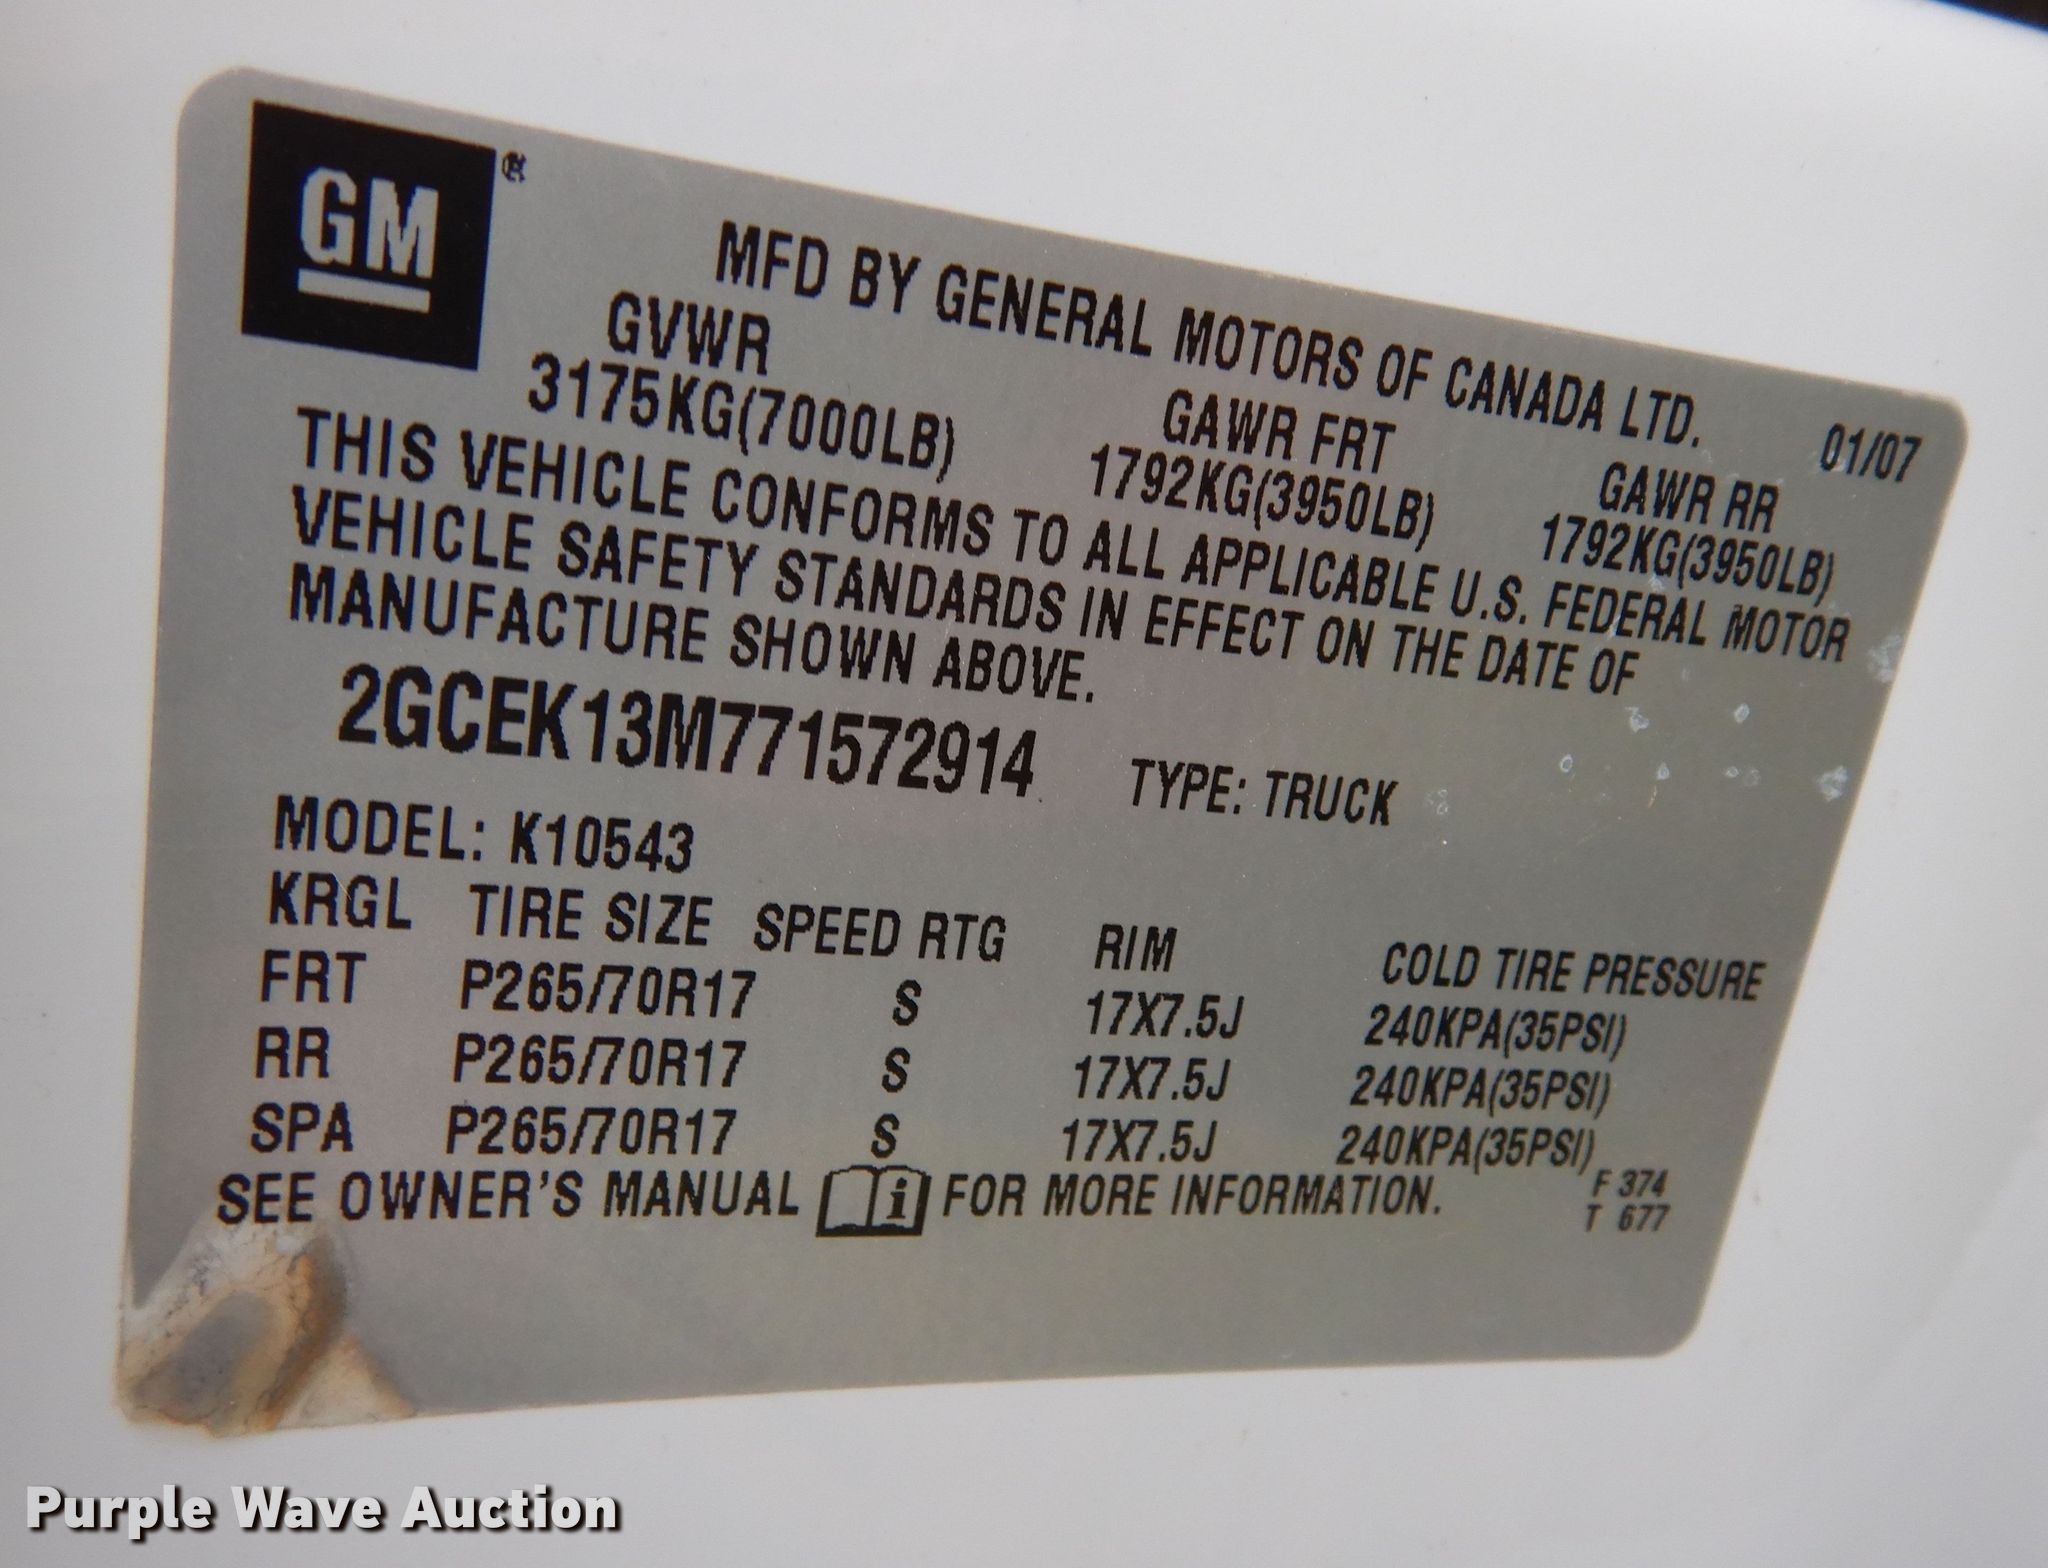 GM®
MFD BY GENERAL MOTORS OF CANADA LTD. 01/07
GVWR GAWR FRT GAWR RR
3175KG(7000LB) 1792KG(3950LB) 1792KG(3950LB)
THIS VEHICLE CONFORMS TO ALL APPLICABLE U.S. FEDERAL MOTOR
VEHICLE SAFETY STANDARDS IN EFFECT ON THE DATE OF
MANUFACTURE SHOWN ABOVE.
2GCEK13M771572914 TYPE: TRUCK
MODEL: K10543
KRGL TIRE SIZE SPEED RTG RIM COLD TIRE PRESSURE
FRT P265/70R17 S 17X7.5J 240KPA(35PSI)
RR P265/70R17 S 17X7.5J 240KPA(35PSI)
SPA P265/70R17 S 17X7.5J 240KPA(35PSI)
SEE OWNER'S MANUAL i FOR MORE INFORMATION. F 374
T 677
Purple Wave Auction